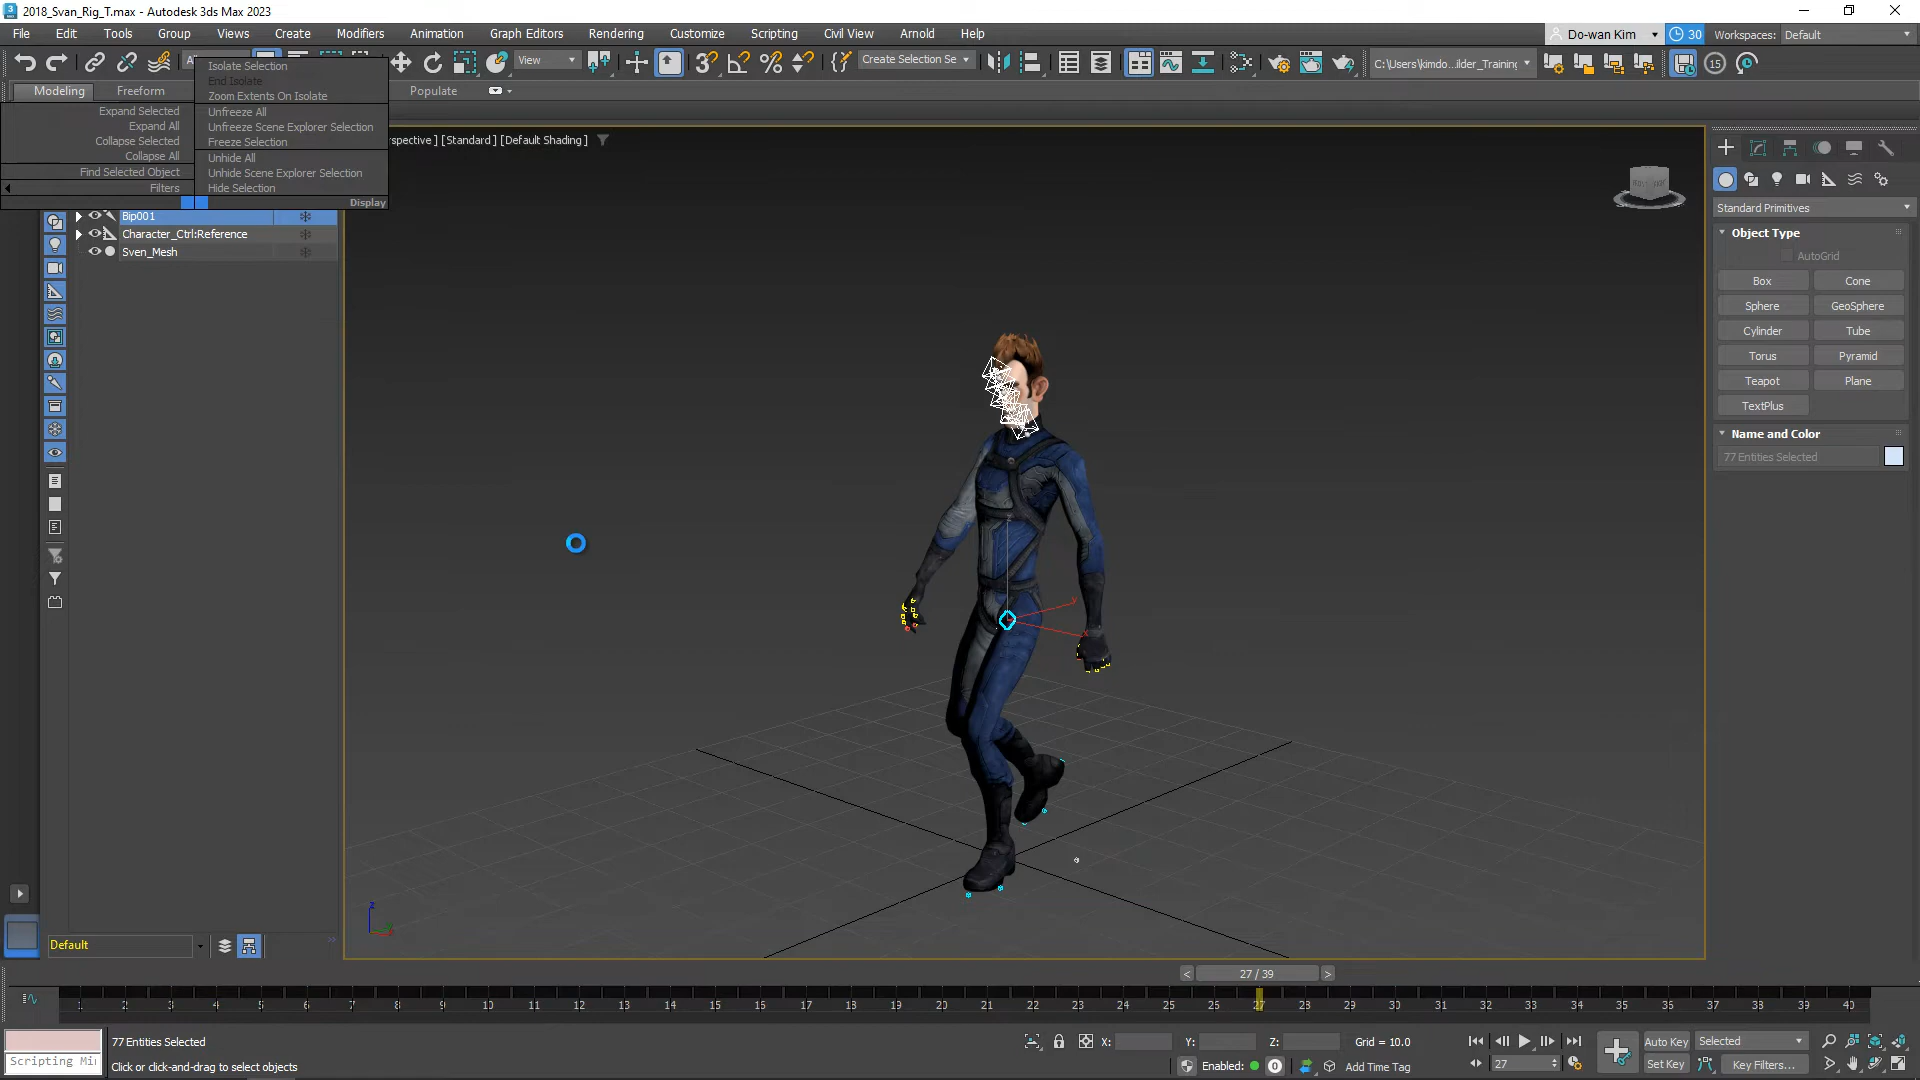 2018_Svan_Rig_T.max - Autodesk 3ds Max 2023
File Edit Tools Group Views Create Modifiers Animation Graph Editors Rendering Customize Scripting Civil View Arnold Help
Do-wan Kim 30 Workspaces: Default
View Create Selection Se C:\Users\kimdo...ilder_Training 15
Modeling Freeform Populate
Isolate Selection
End Isolate
Zoom Extents On Isolate
Unfreeze All
Unfreeze Scene Explorer Selection
Freeze Selection
Unhide All
Unhide Scene Explorer Selection
Hide Selection
Display
Expand Selected
Expand All
Collapse Selected
Collapse All
Find Selected Object
Filters
Bip001
Character_Ctrl:Reference
Sven_Mesh
spective ] [Standard ] [Default Shading ]
Standard Primitives
Object Type
AutoGrid
Box Cone
Sphere GeoSphere
Cylinder Tube
Torus Pyramid
Teapot Plane
TextPlus
Name and Color
77 Entities Selected
z
x
y
z
Default
< 27 / 39 >
1 2 3 4 5 6 7 8 9 10 11 12 13 14 15 16 17 18 19 20 21 22 23 24 25 26 27 28 29 30 31 32 33 34 35 36 37 38 39 40
77 Entities Selected X: Y: Z: Grid = 10.0 Auto Key Selected
Scripting Mi Click or click-and-drag to select objects Enabled: 0 Add Time Tag 27 Set Key Key Filters...